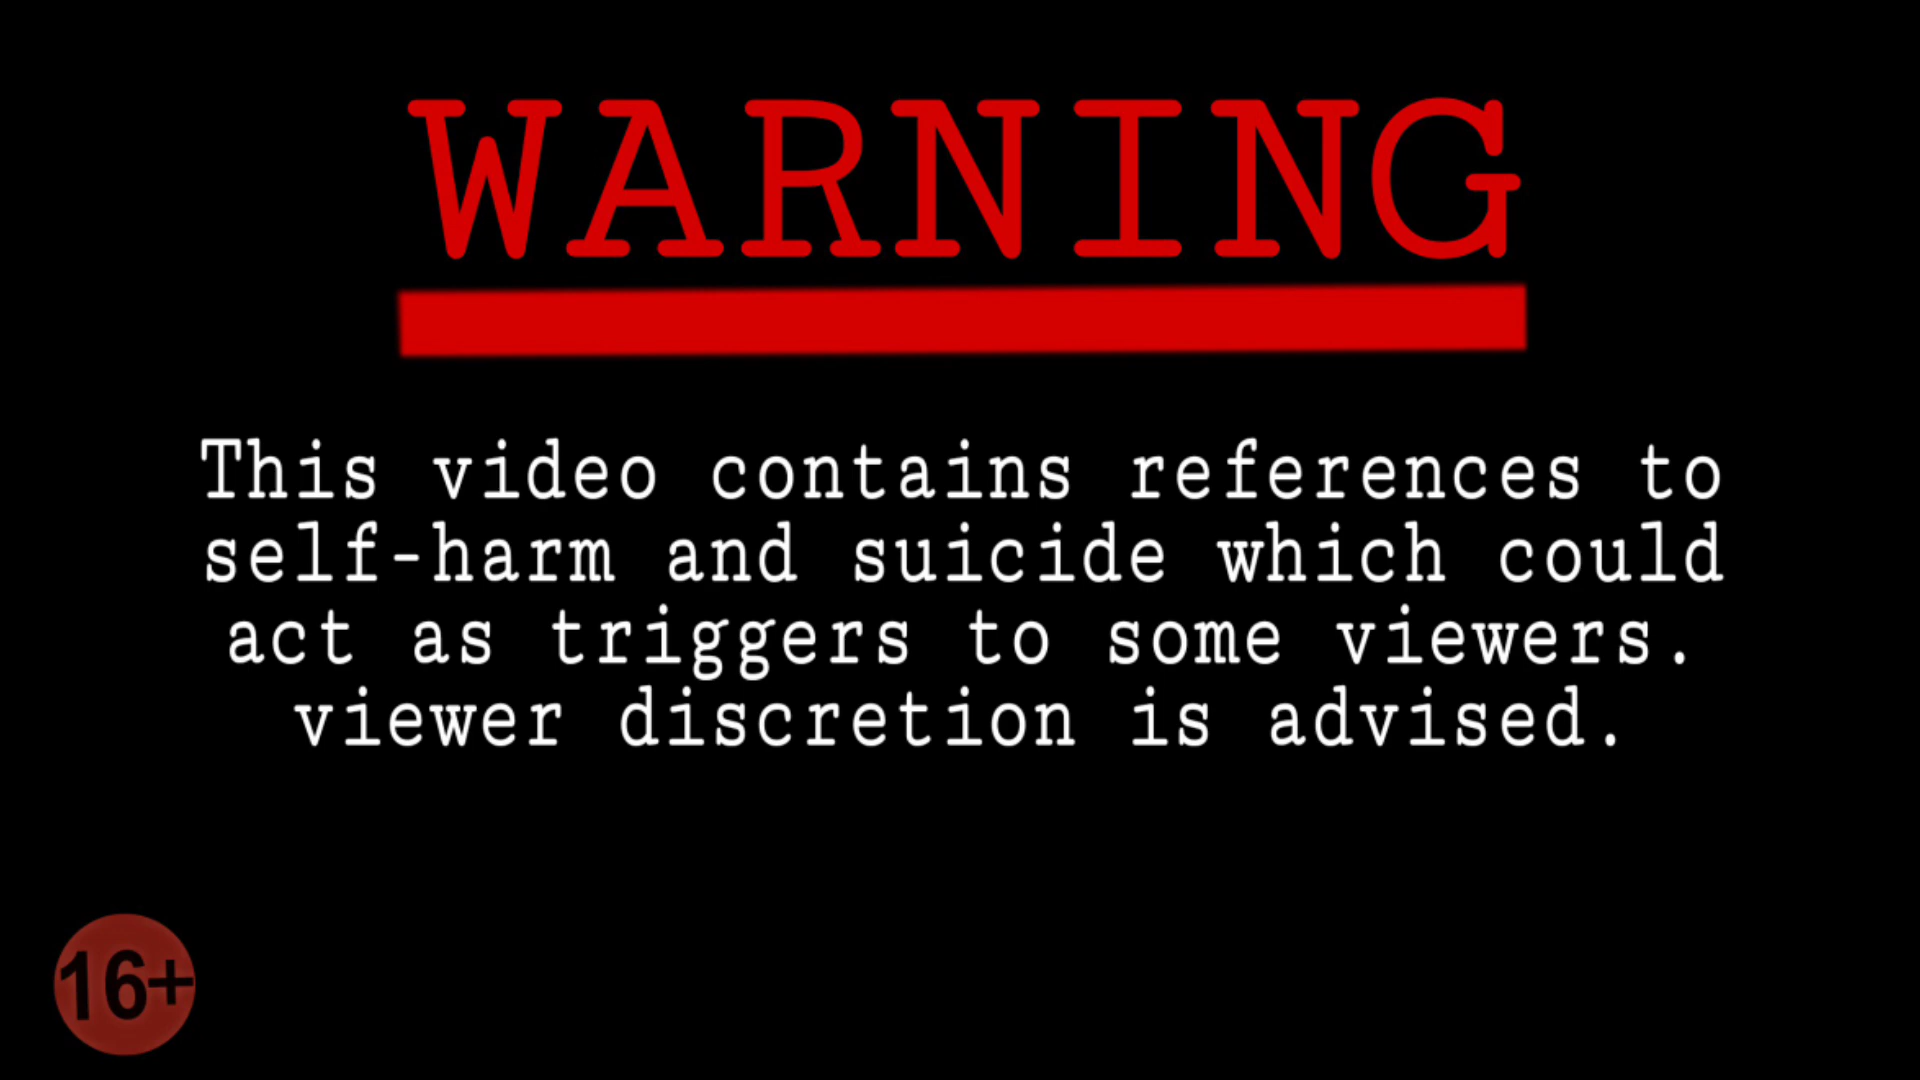 WARNING
This video contains references to
self-harm and suicide which could
act as triggers to some viewers.
viewer discretion is advised.
16+